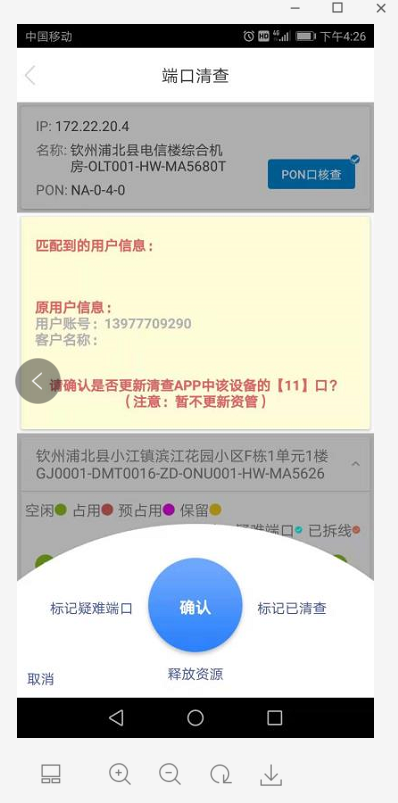 中国移动 HD 4G 下午4:26
端口清查
IP: 172.22.20.4
名称: 钦州浦北县电信楼综合机
房-OLT001-HW-MA5680T
PON口核查
PON: NA-0-4-0
匹配到的用户信息：
原用户信息：
用户账号：13977709290
客户名称：
请确认是否更新清查APP中该设备的【11】口?
（注意：暂不更新资管）
钦州浦北县小江镇滨江花园小区F栋1单元1楼
GJ0001-DMT0016-ZD-ONU001-HW-MA5626
空闲 占用 预占用 保留
疑难端口 已拆线
标记疑难端口 确认 标记已清查
释放资源
取消